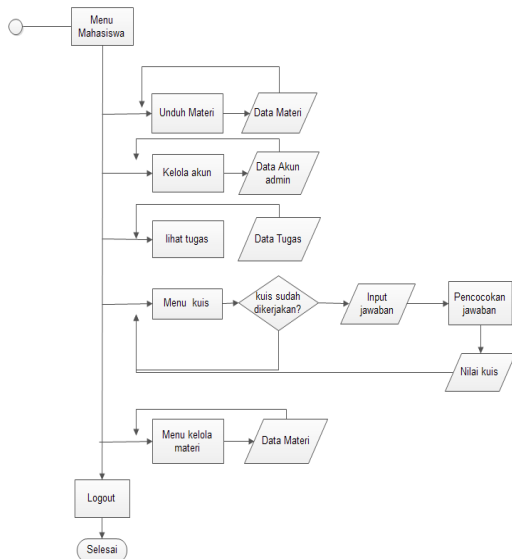 Menu
Mahasiswa
Unduh Materi
Data Materi
Kelola akun
Data Akun
admin
lihat tugas
Data Tugas
Menu kuis
kuis sudah
dikerjakan?
Input
jawaban
Pencocokan
jawaban
Nilai kuis
Menu kelola
materi
Data Materi
Logout
Selesai